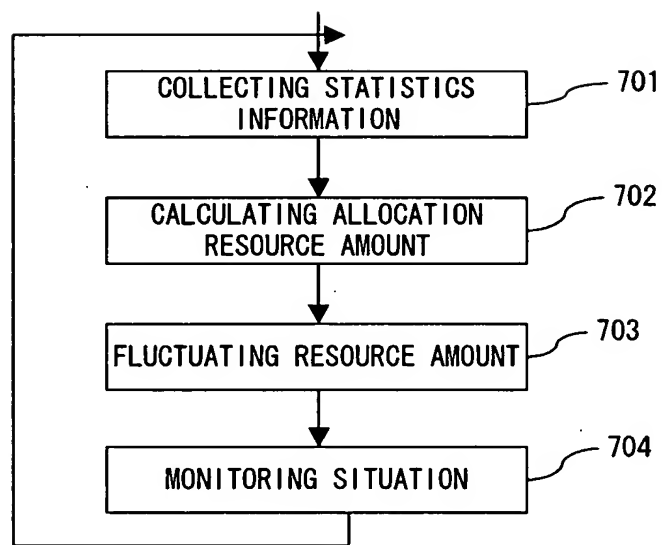 COLLECTING STATISTICS
INFORMATION
701
CALCULATING ALLOCATION
RESOURCE AMOUNT
702
FLUCTUATING RESOURCE AMOUNT
703
MONITORING SITUATION
704